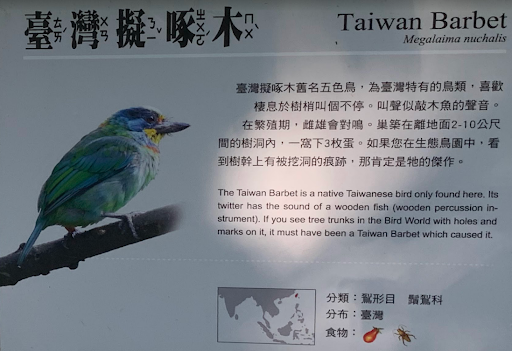 臺灣擬啄木
ㄊㄞˊ ㄨㄢ ㄋㄧˇ ㄓㄨㄛˊ ㄇㄨˋ
Taiwan Barbet
Megalaima nuchalis
臺灣擬啄木舊名五色鳥，為臺灣特有的鳥類，喜歡
棲息於樹梢叫個不停。叫聲似敲木魚的聲音。
在繁殖期，雌雄會對鳴。巢築在離地面2-10公尺
間的樹洞內，一窩下3枚蛋。如果您在生態鳥園中，看
到樹幹上有被挖洞的痕跡，那肯定是牠的傑作。
The Taiwan Barbet is a native Taiwanese bird only found here. Its
twitter has the sound of a wooden fish (wooden percussion in-
strument). If you see tree trunks in the Bird World with holes and
marks on it, it must have been a Taiwan Barbet which caused it.
分類：鴷形目 鬚鴷科
分布：臺灣
食物：